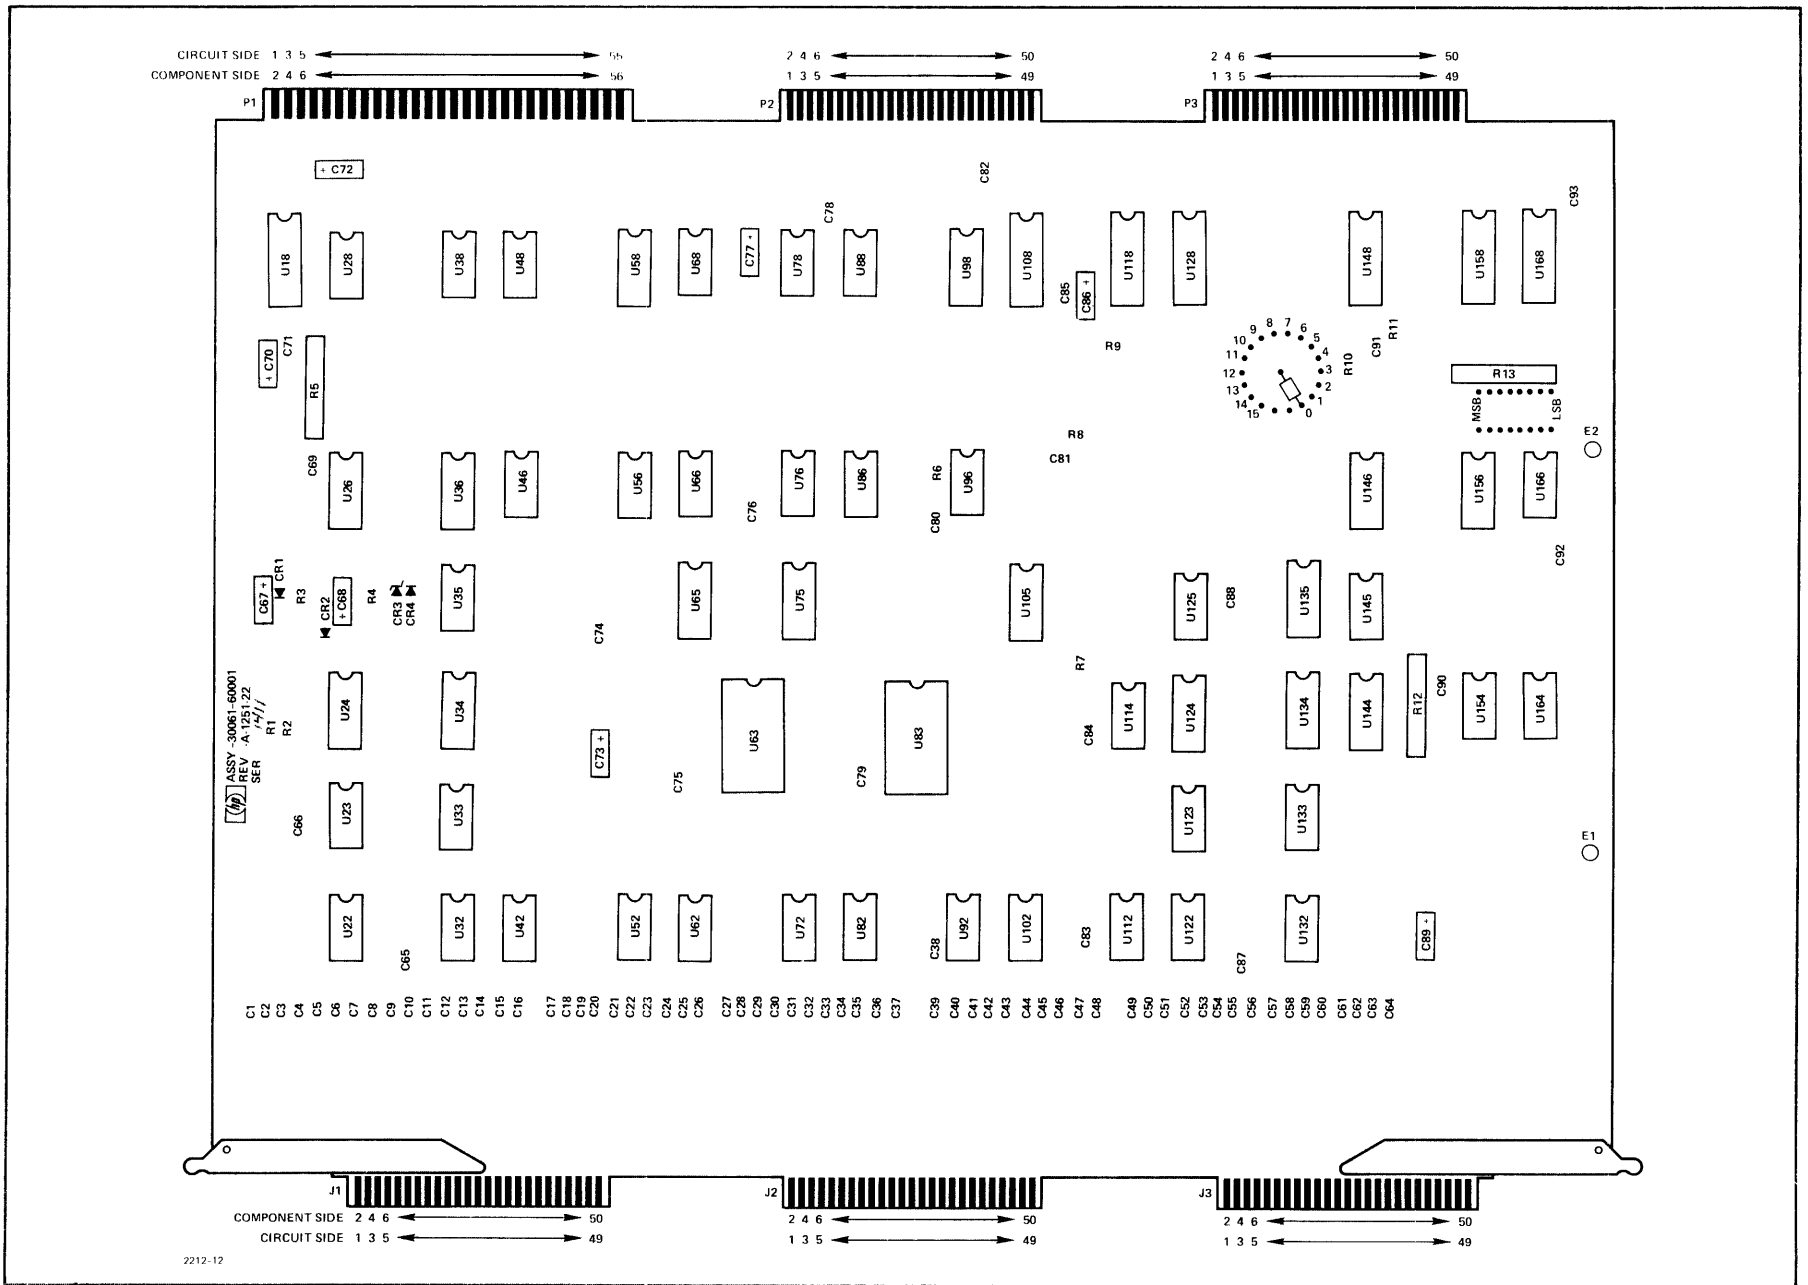 CIRCUIT SIDE 1 3 5 55
COMPONENT SIDE 2 4 6 56
2 4 6 50
1 3 5 49
2 4 6 50
1 3 5 49
P1
P2
P3
+ C72
C82
C78
C93
U18
U28
U38
U48
U58
U68
C77 +
U78
U88
U98
U108
C85
C86 +
U118
U128
U148
U158
U168
+ C70
C71
R5
R9
8
7
6
5
4
3
2
1
0
9
10
11
12
13
14
15
R10
C91
R11
R13
MSB
LSB
E2
R8
C81
C69
U26
U36
U46
U56
U66
C76
U76
U86
R6
C80
U96
U146
U156
U166
C92
C67 +
CR1
R3
CR2
+ C68
R4
CR3
CR4
U35
C74
U65
U75
U105
U125
C88
U135
U145
R7
ASSY -30061-60001
REV -A-1251-22
SER
R1
R2
hp
U24
U34
C73 +
C75
U63
C79
U83
C84
U114
U124
U134
U144
R12
C90
U154
U164
C66
U23
U33
U123
U133
E1
U22
C65
U32
U42
U52
U62
U72
U82
C38
U92
U102
C83
U112
U122
C87
U132
C89 +
C1 C2 C3 C4 C5 C6 C7 C8 C9 C10 C11 C12 C13 C14 C15 C16 C17 C18 C19 C20 C21 C22 C23 C24 C25 C26 C27 C28 C29 C30 C31 C32 C33 C34 C35 C36 C37 C39 C40 C41 C42 C43 C44 C45 C46 C47 C48 C49 C50 C51 C52 C53 C54 C55 C56 C57 C58 C59 C60 C61 C62 C63 C64
J1
J2
J3
COMPONENT SIDE 2 4 6 50
CIRCUIT SIDE 1 3 5 49
2 4 6 50
1 3 5 49
2 4 6 50
1 3 5 49
2212-12